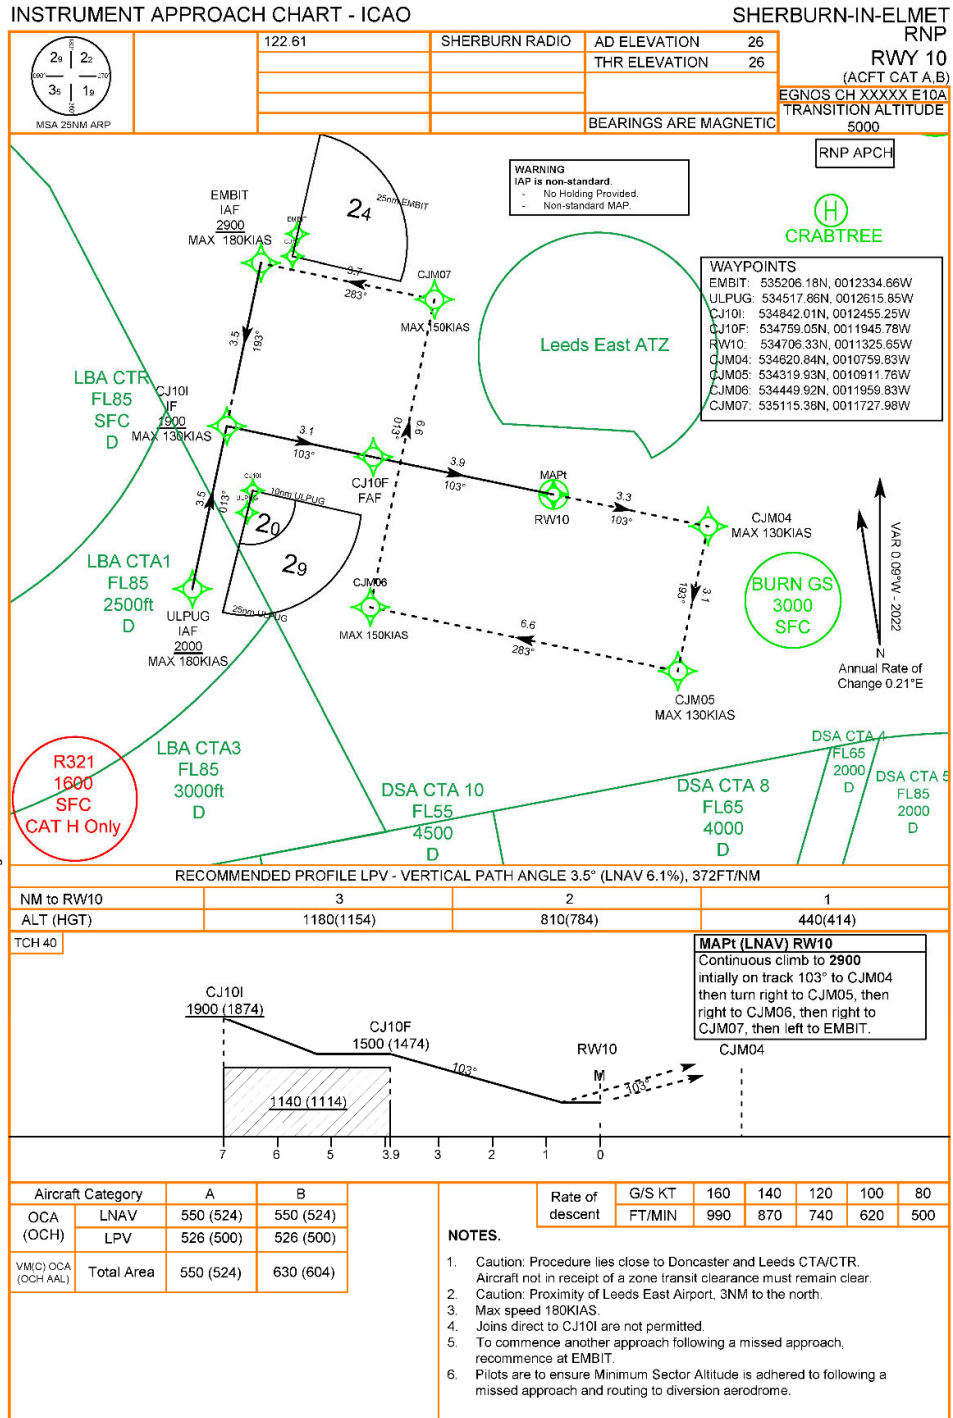 INSTRUMENT APPROACH CHART - ICAO
SHERBURN-IN-ELMET
RNP
RWY 10
(ACFT CAT A,B)
EGNOS CH XXXXX E10A
TRANSITION ALTITUDE
5000
122.61
SHERBURN RADIO
AD ELEVATION 26
THR ELEVATION 26
BEARINGS ARE MAGNETIC
29 22
35 19
MSA 25NM ARP
RNP APCH
WARNING
IAP is non-standard.
- No Holding Provided.
- Non-standard MAP.
H
CRABTREE
EMBIT
IAF
2900
MAX 180KIAS
24
25nm EMBIT
EMBIT
3.7
283°
CJM07
MAX 150KIAS
WAYPOINTS
EMBIT: 535206.18N, 0012334.66W
ULPUG: 534517.86N, 0012615.85W
CJ10I: 534842.01N, 0012455.25W
CJ10F: 534759.05N, 0011945.78W
RW10: 534706.33N, 0011325.65W
CJM04: 534620.84N, 0010759.63W
CJM05: 534319.93N, 0010911.76W
CJM06: 534449.92N, 0011959.83W
CJM07: 535115.38N, 0011727.98W
Leeds East ATZ
3.5
193°
LBA CTR
FL85
SFC
D
CJ10I
IF
1900
MAX 130KIAS
3.1
103°
6.6
013°
CJ10F
FAF
3.9
103°
MAPt
RW10
3.3
103°
CJM04
MAX 130KIAS
3.5
013°
CJ10I
ULPUG
10nm ULPUG
20
29
25nm ULPUG
LBA CTA1
FL85
2500ft
D
ULPUG
IAF
2000
MAX 180KIAS
CJM06
MAX 150KIAS
6.6
283°
3.1
193°
CJM05
MAX 130KIAS
BURN GS
3000
SFC
VAR 0.09°W - 2022
N
Annual Rate of
Change 0.21°E
R321
1600
SFC
CAT H Only
LBA CTA3
FL85
3000ft
D
DSA CTA 10
FL55
4500
D
DSA CTA 8
FL65
4000
D
DSA CTA 4
FL65
2000
D
DSA CTA 5
FL85
2000
D
RECOMMENDED PROFILE LPV - VERTICAL PATH ANGLE 3.5° (LNAV 6.1%), 372FT/NM
NM to RW10 3 2 1
ALT (HGT) 1180(1154) 810(784) 440(414)
TCH 40
MAPt (LNAV) RW10
Continuous climb to 2900
intially on track 103° to CJM04
then turn right to CJM05, then
right to CJM06, then right to
CJM07, then left to EMBIT.
CJ10I
1900 (1874)
CJ10F
1500 (1474)
103°
RW10
M
103°
CJM04
1140 (1114)
7 6 5 3.9 3 2 1 0
Aircraft Category A B
OCA (OCH) LNAV 550 (524) 550 (524)
LPV 526 (500) 526 (500)
VM(C) OCA (OCH AAL) Total Area 550 (524) 630 (604)
Rate of descent G/S KT 160 140 120 100 80
FT/MIN 990 870 740 620 500
NOTES.
1. Caution: Procedure lies close to Doncaster and Leeds CTA/CTR.
Aircraft not in receipt of a zone transit clearance must remain clear.
2. Caution: Proximity of Leeds East Airport, 3NM to the north.
3. Max speed 180KIAS.
4. Joins direct to CJ10I are not permitted.
5. To commence another approach following a missed approach,
recommence at EMBIT.
6. Pilots are to ensure Minimum Sector Altitude is adhered to following a
missed approach and routing to diversion aerodrome.